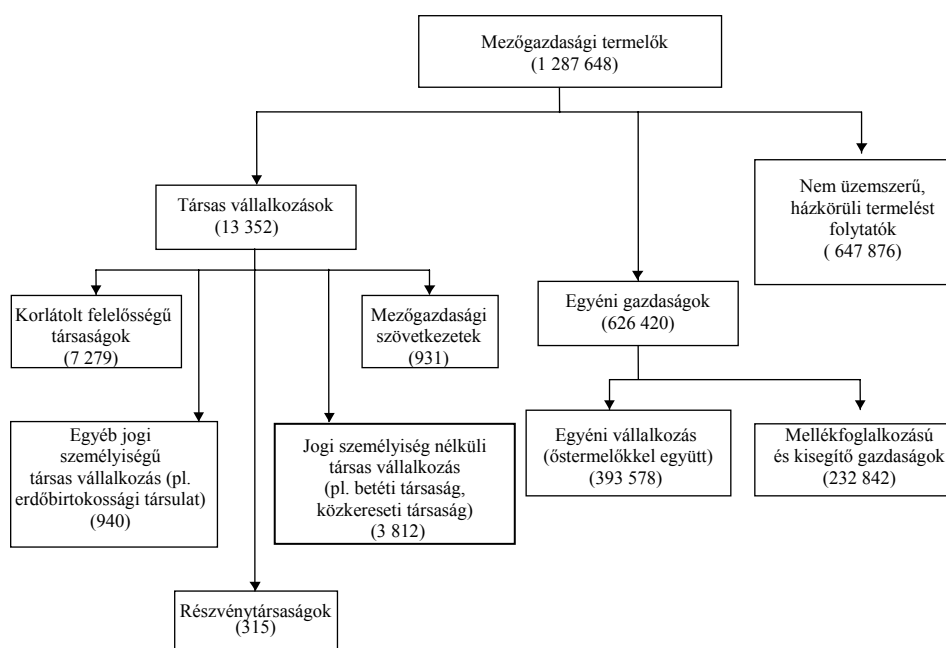 Mezőgazdasági termelők
(1 287 648)
Társas vállalkozások
(13 352)
Nem üzemszerű,
házkörüli termelést
folytatók
( 647 876)
Egyéni gazdaságok
(626 420)
Korlátolt felelősségű
társaságok
(7 279)
Mezőgazdasági
szövetkezetek
(931)
Egyéb jogi
személyiségű
társas vállalkozás (pl.
erdőbirtokossági társulat)
(940)
Jogi személyiség nélküli
társas vállalkozás
(pl. betéti társaság,
közkereseti társaság)
(3 812)
Egyéni vállalkozás
(őstermelőkkel együtt)
(393 578)
Mellékfoglalkozású
és kisegítő gazdaságok
(232 842)
Részvénytársaságok
(315)